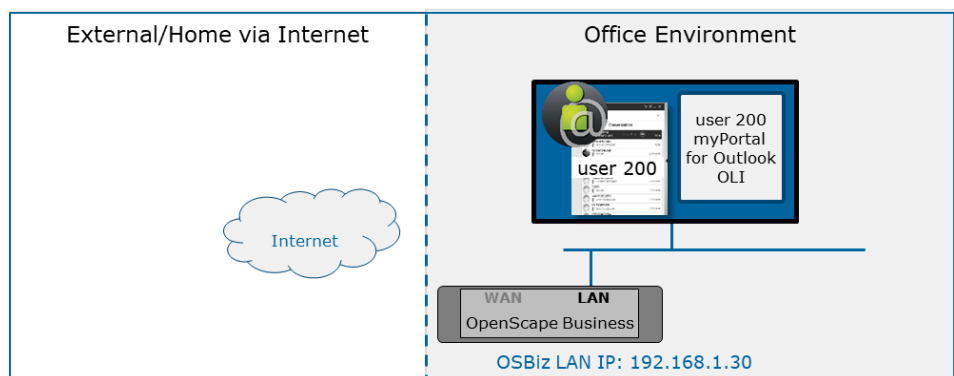 External/Home via Internet
Office Environment
@
user 200
user 200
myPortal
for Outlook
OLI
Internet
WAN LAN
OpenScape Business
OSBiz LAN IP: 192.168.1.30